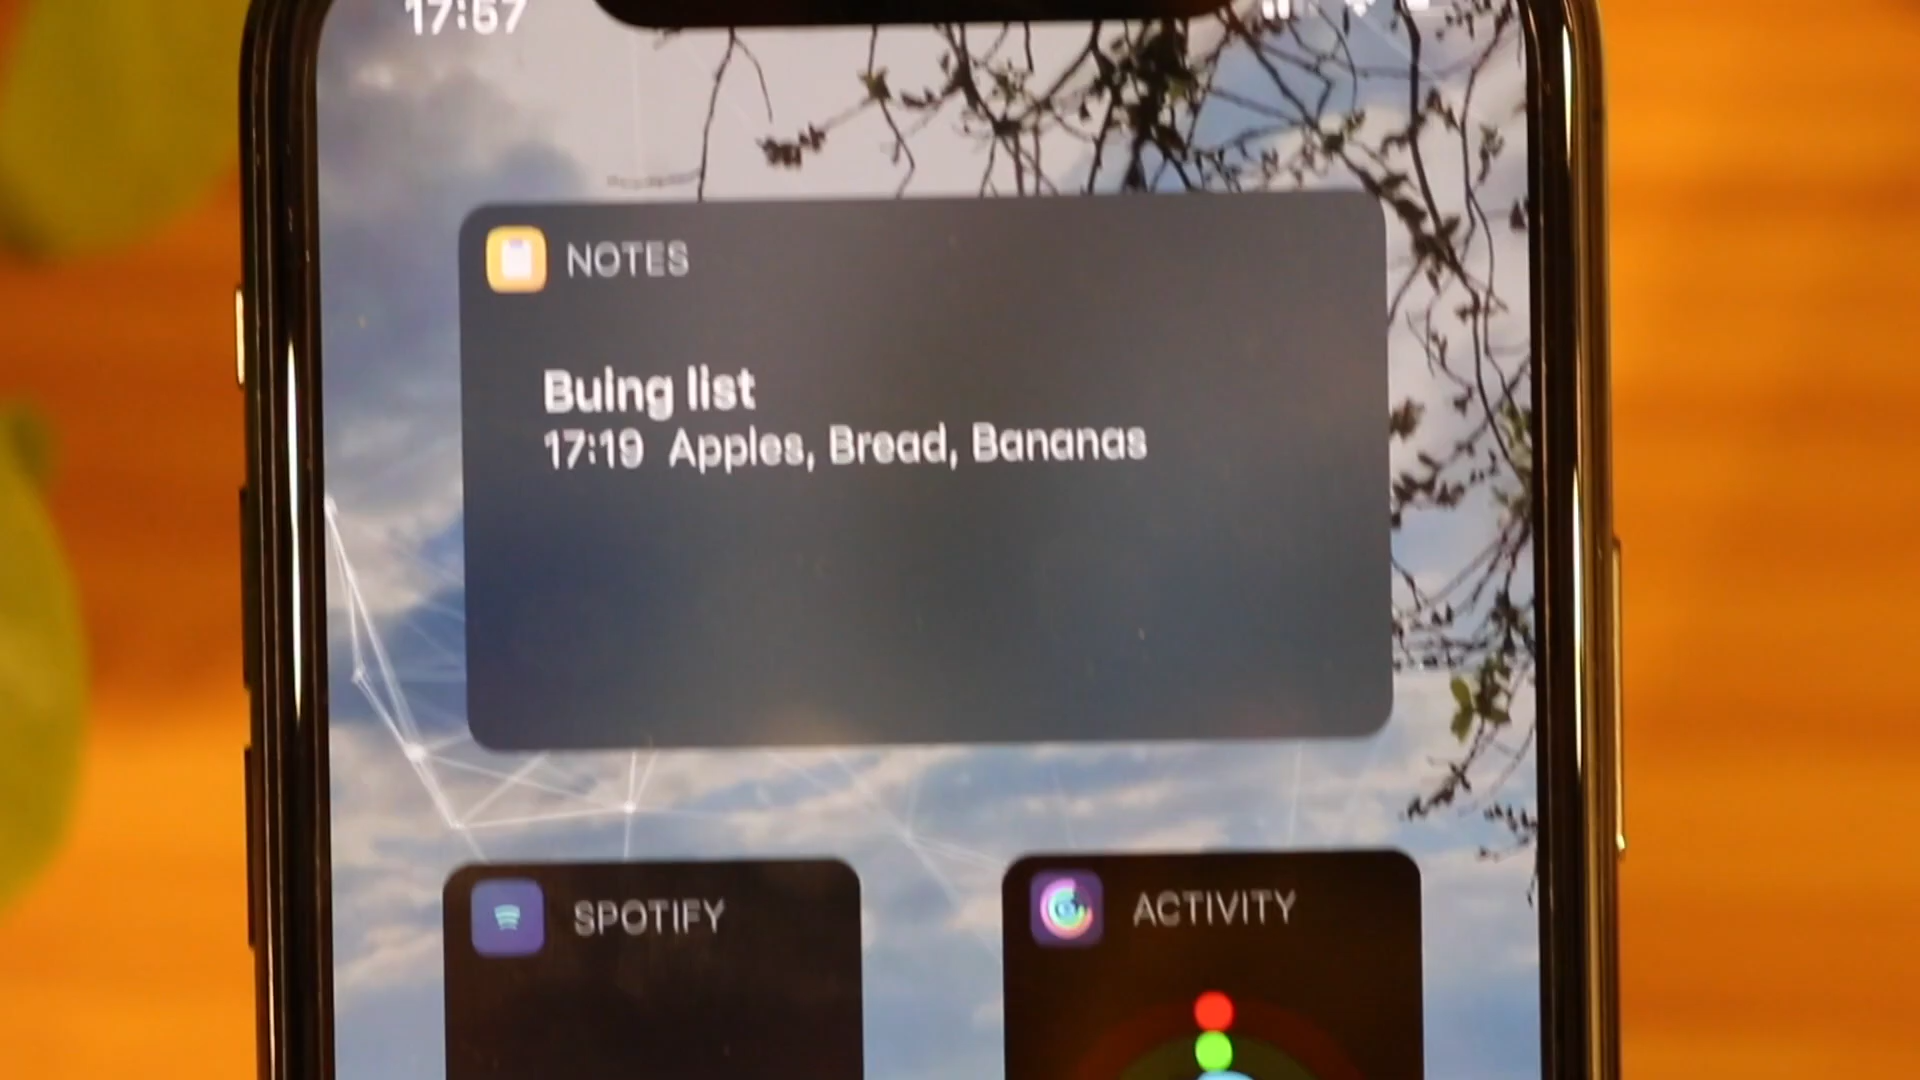 17:57
NOTES
Buing list
17:19 Apples, Bread, Bananas
SPOTIFY
ACTIVITY